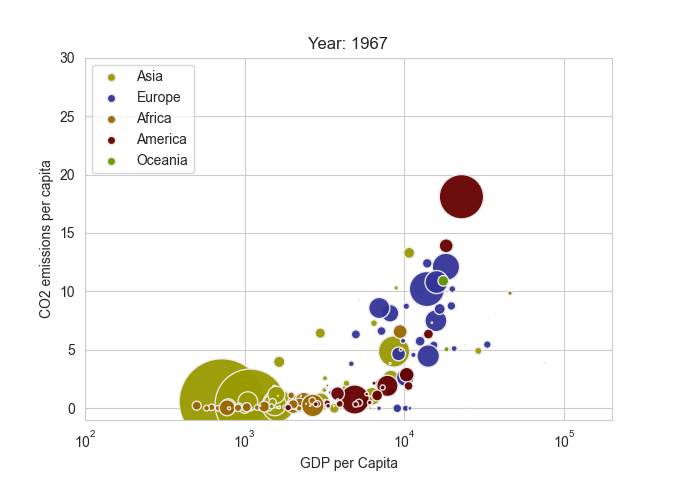 Year: 1967
30
25
20
15
10
5
0
CO2 emissions per capita
Asia
Europe
Africa
America
Oceania
10²
10³
10⁴
10⁵
GDP per Capita